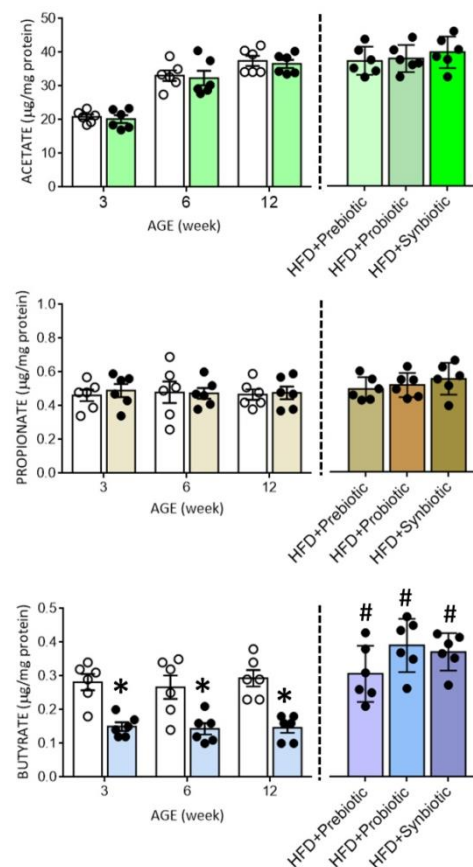 ACETATE (µg/mg protein)
50
40
30
20
10
0
3
6
12
AGE (week)
HFD+Prebiotic
HFD+Probiotic
HFD+Synbiotic
PROPIONATE (µg/mg protein)
1.0
0.8
0.6
0.4
0.2
0.0
3
6
12
AGE (week)
HFD+Prebiotic
HFD+Probiotic
HFD+Synbiotic
BUTYRATE (µg/mg protein)
0.5
0.4
0.3
0.2
0.1
0.0
*
*
*
#
#
#
3
6
12
AGE (week)
HFD+Prebiotic
HFD+Probiotic
HFD+Synbiotic